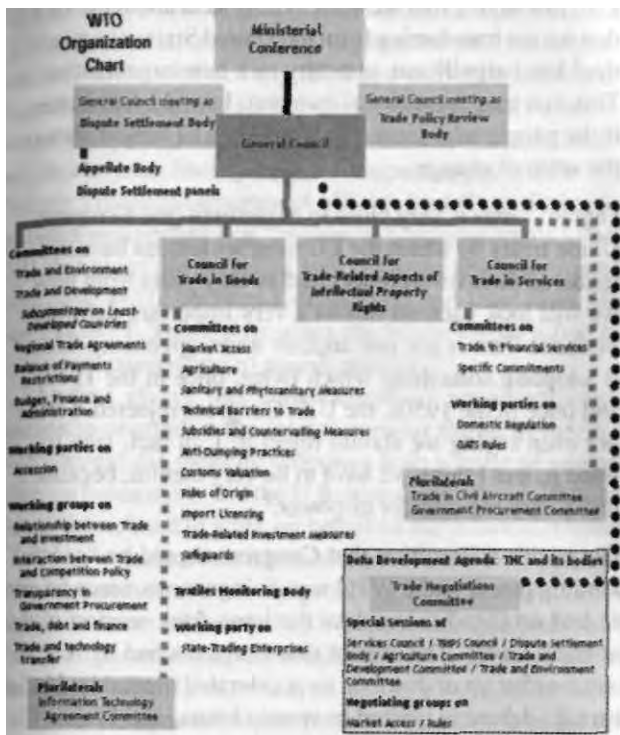 WTO
Organization
Chart
Ministerial
Conference
General Council meeting as
Dispute Settlement Body
General Council
General Council meeting as
Trade Policy Review
Body
Appellate Body
Dispute Settlement panels
Committees on
Trade and Environment
Trade and Development
Subcommittee on Least-
Developed Countries
Regional Trade Agreements
Balance of Payments
Restrictions
Budget, Finance and
Administration
Working parties on
Accession
Working groups on
Relationship between Trade
and Investment
Interaction between Trade
and Competition Policy
Transparency in
Government Procurement
Trade, debt and finance
Trade and technology
transfer
Plurilaterals
Information Technology
Agreement Committee
Council for
Trade in Goods
Committees on
Market Access
Agriculture
Sanitary and Phytosanitary Measures
Technical Barriers to Trade
Subsidies and Countervailing Measures
Anti-Dumping Practices
Customs Valuation
Rules of Origin
Import Licensing
Trade-Related Investment Measures
Safeguards
Textiles Monitoring Body
Working party on
State-Trading Enterprises
Council for
Trade-Related Aspects of
Intellectual Property
Rights
Council for
Trade in Services
Committees on
Trade in Financial Services
Specific Commitments
Working parties on
Domestic Regulation
GATS Rules
Plurilaterals
Trade in Civil Aircraft Committee
Government Procurement Committee
Doha Development Agenda: TNC and its bodies
Trade Negotiations
Committee
Special Sessions of
Services Council / TRIPS Council / Dispute Settlement
Body / Agriculture Committee / Trade and
Development Committee / Trade and Environment
Committee
Negotiating groups on
Market Access / Rules